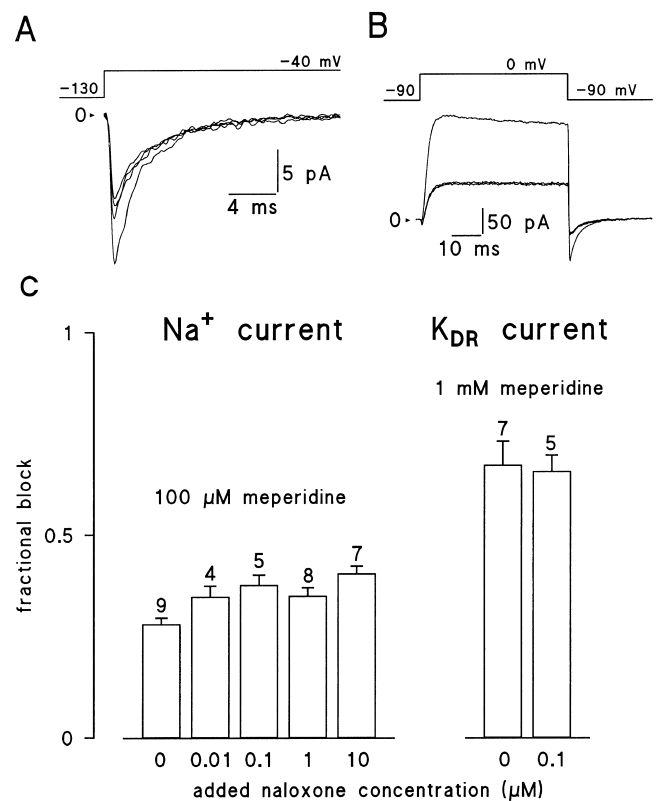 A
−130
−40 mV
0
5 pA
4 ms
B
−90
0 mV
−90 mV
0
50 pA
10 ms
C
Na+ current
KDR current
1 mM meperidine
100 μM meperidine
fractional block
1
0.5
0
9
4
5
8
7
7
5
0 0.01 0.1 1 10 0 0.1
added naloxone concentration (μM)